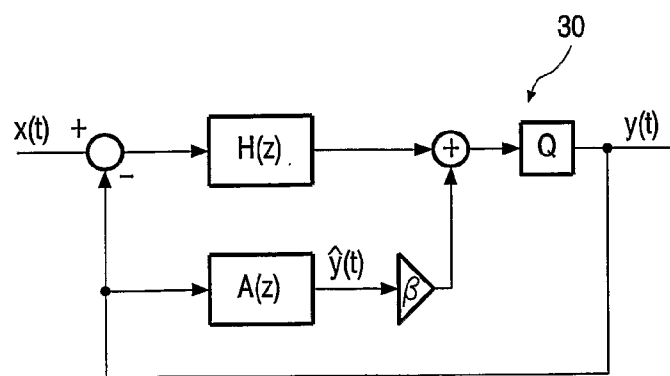 30
x(t) + - H(z) + Q y(t)
A(z) ŷ(t) β